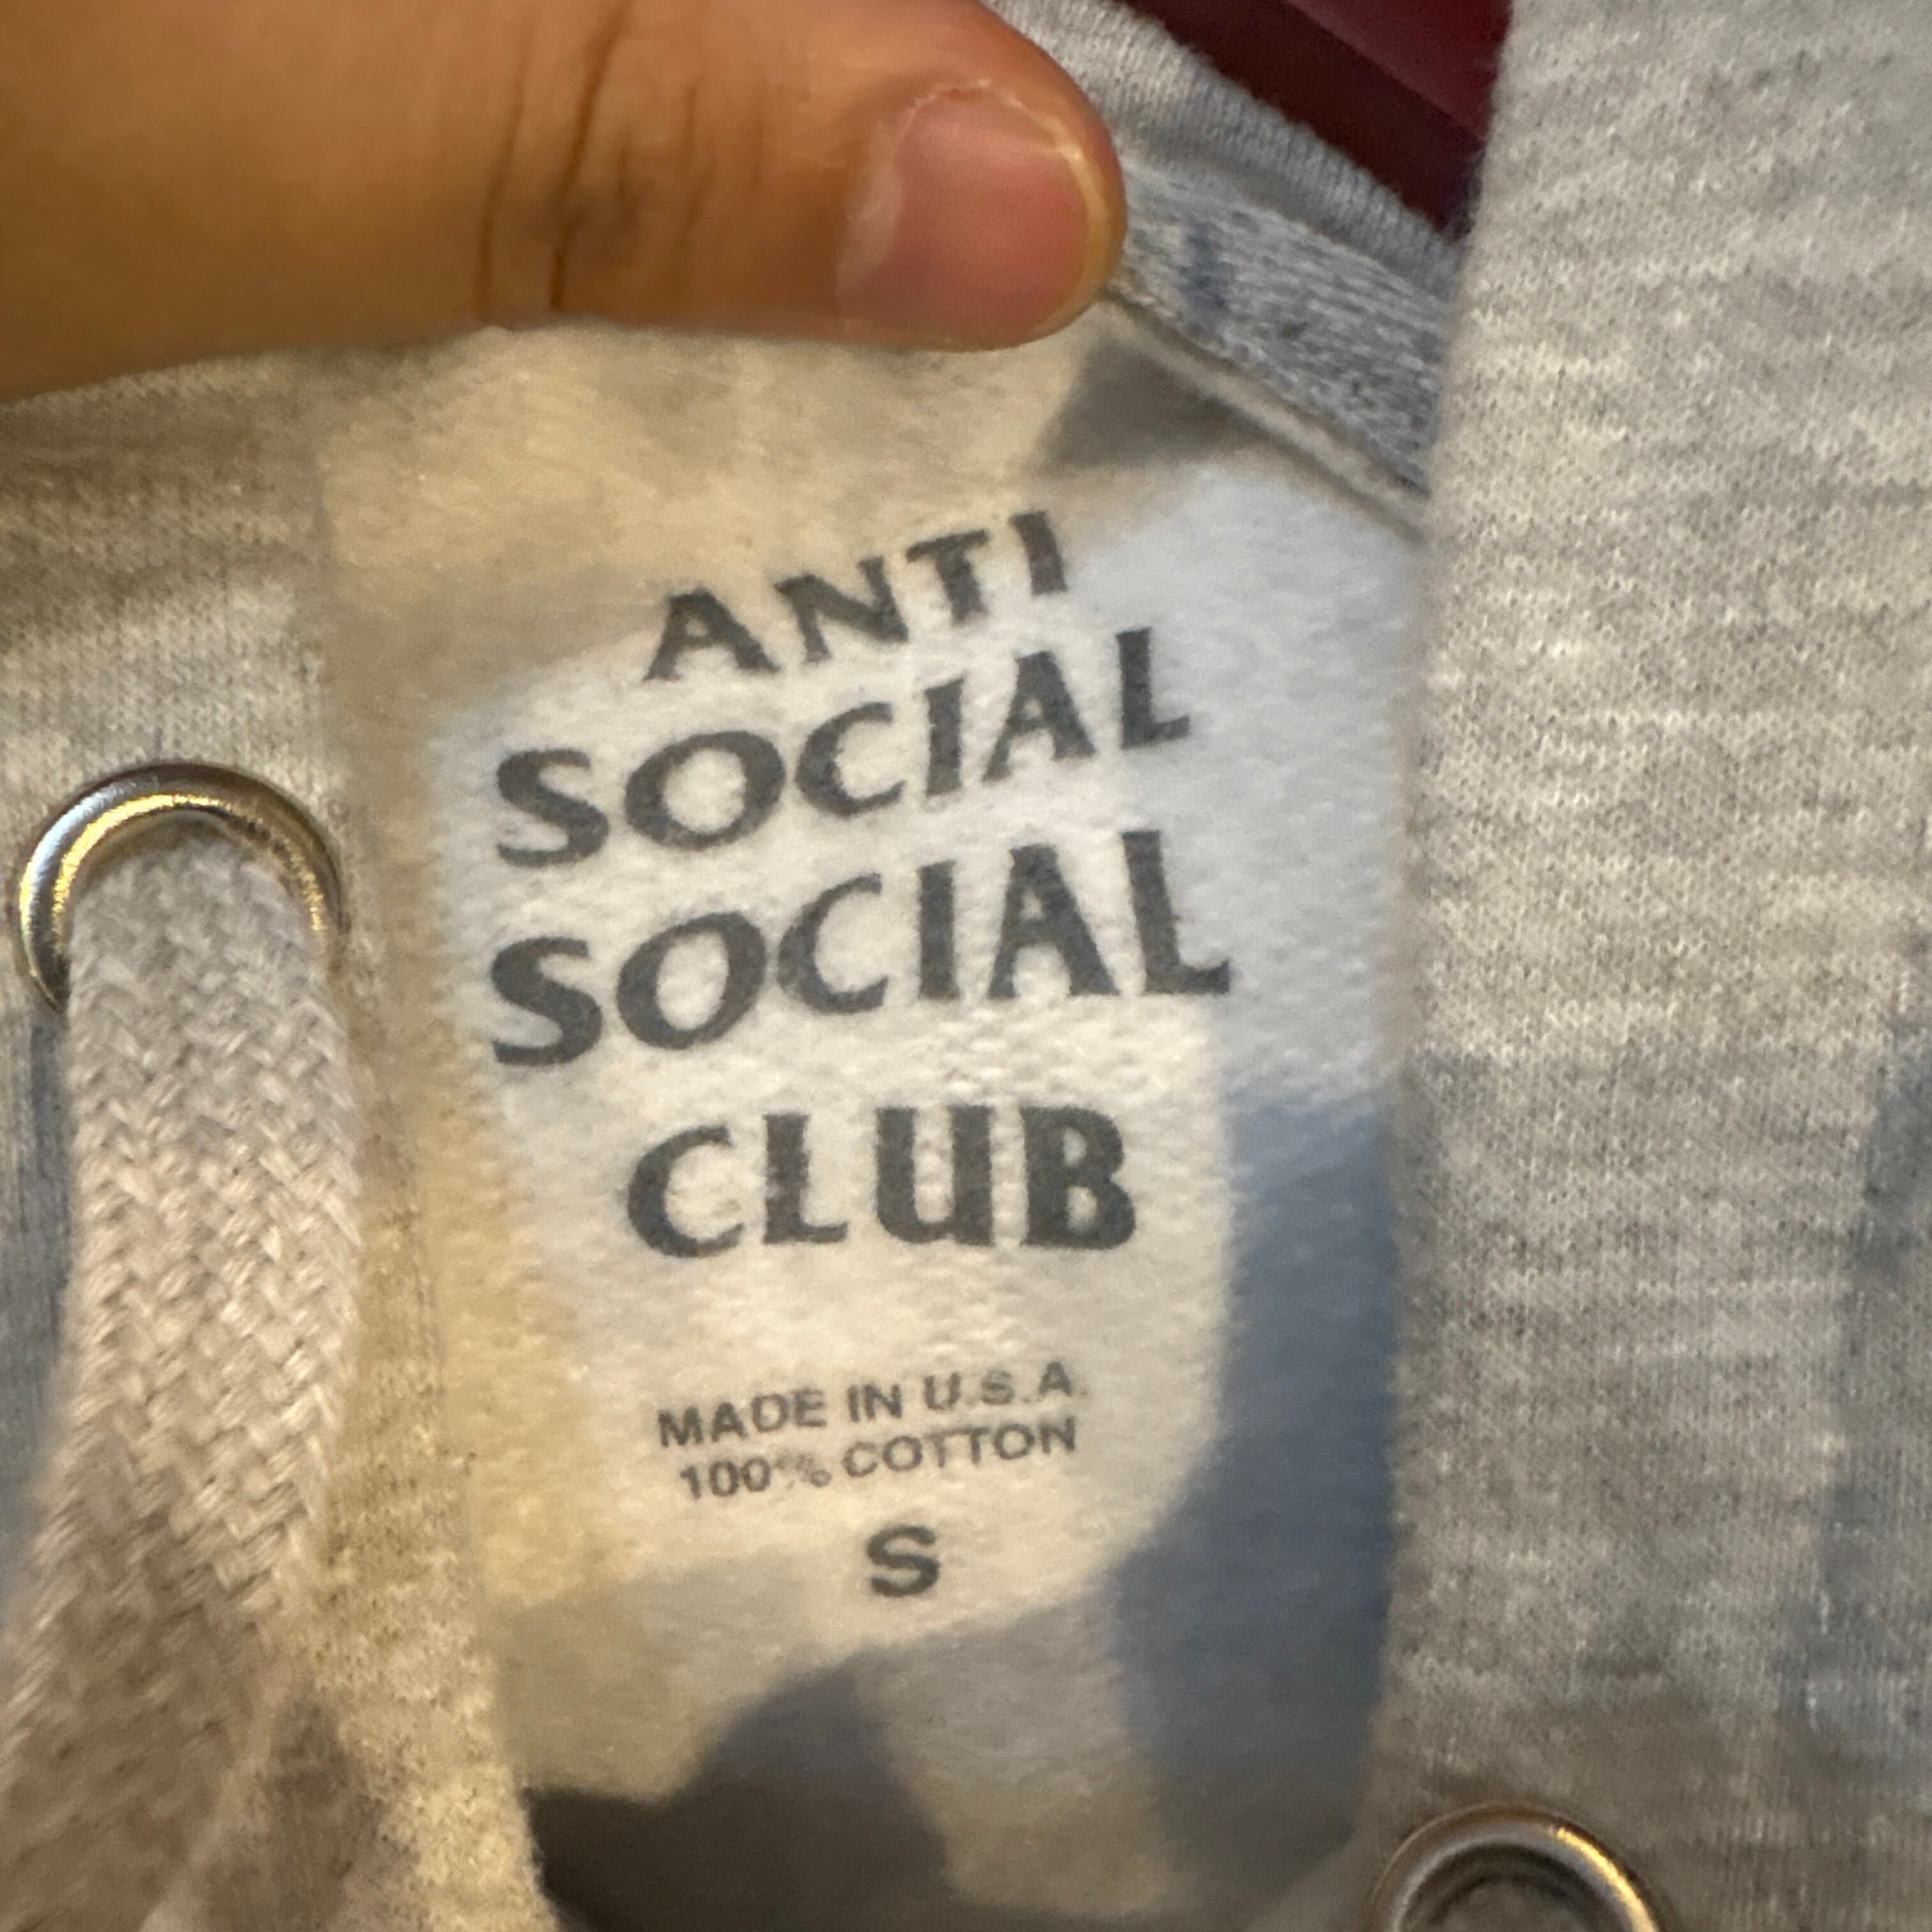 ANTI
SOCIAL
SOCIAL
CLUB
MADE IN U.S.A.
100% COTTON
S